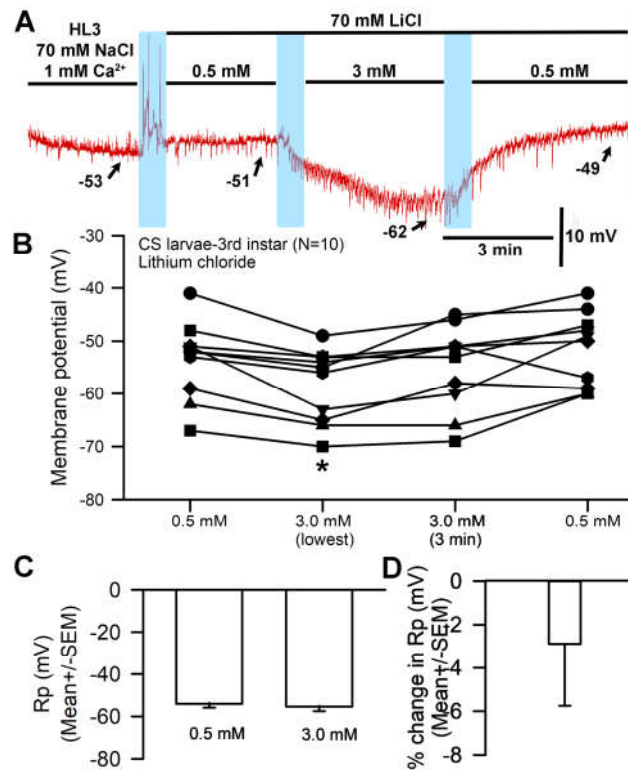 A
70 mM LiCl
HL3
70 mM NaCl
1 mM Ca²⁺
0.5 mM
3 mM
0.5 mM
-53
-51
-62
-49
3 min
10 mV
B
CS larvae-3rd instar (N=10)
Lithium chloride
Membrane potential (mV)
-30
-40
-50
-60
-70
-80
*
0.5 mM
3.0 mM
(lowest)
3.0 mM
(3 min)
0.5 mM
C
Rp (mV)
(Mean+/-SEM)
0
-20
-40
-60
-80
0.5 mM
3.0 mM
D
% change in Rp (mV)
(Mean+/-SEM)
0
-2
-4
-6
-8